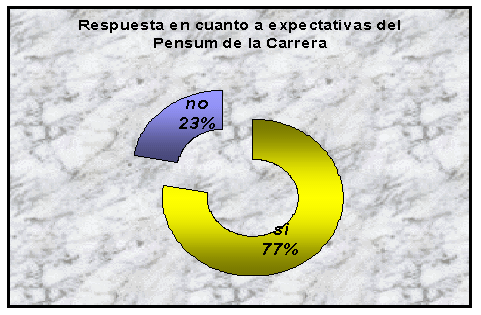 Respuesta en cuanto a expectativas del
Pensum de la Carrera
no
23%
si
77%